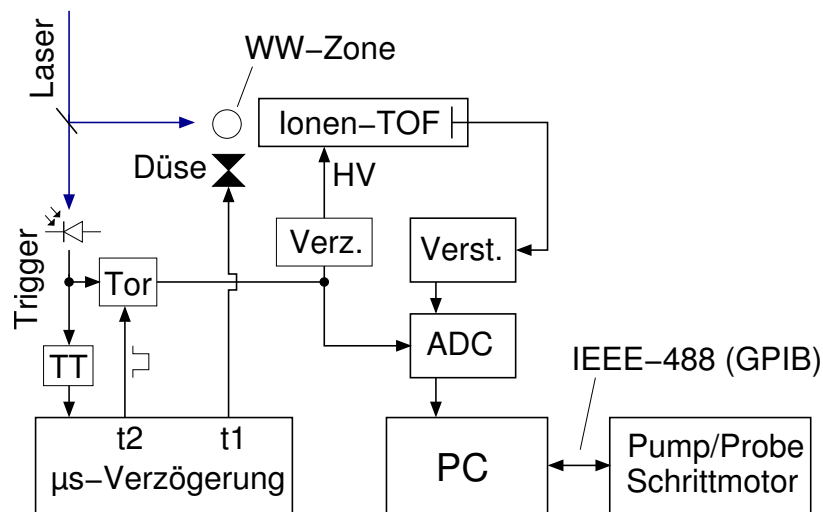 Laser
WW−Zone
Ionen−TOF
Düse
HV
Trigger
Verz.
Verst.
Tor
ADC
TT
IEEE−488 (GPIB)
t2 t1
µs−Verzögerung
PC
Pump/Probe
Schrittmotor